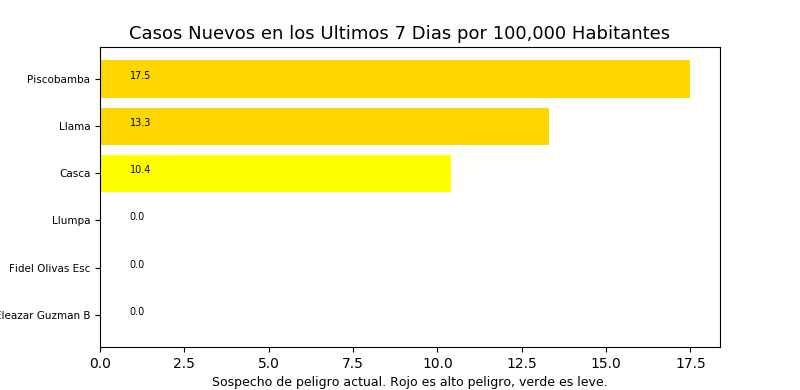 Casos Nuevos en los Ultimos 7 Dias por 100,000 Habitantes
Piscobamba 17.5
Llama 13.3
Casca 10.4
Llumpa 0.0
Fidel Olivas Esc 0.0
Eleazar Guzman B 0.0
0.0 2.5 5.0 7.5 10.0 12.5 15.0 17.5
Sospecho de peligro actual. Rojo es alto peligro, verde es leve.